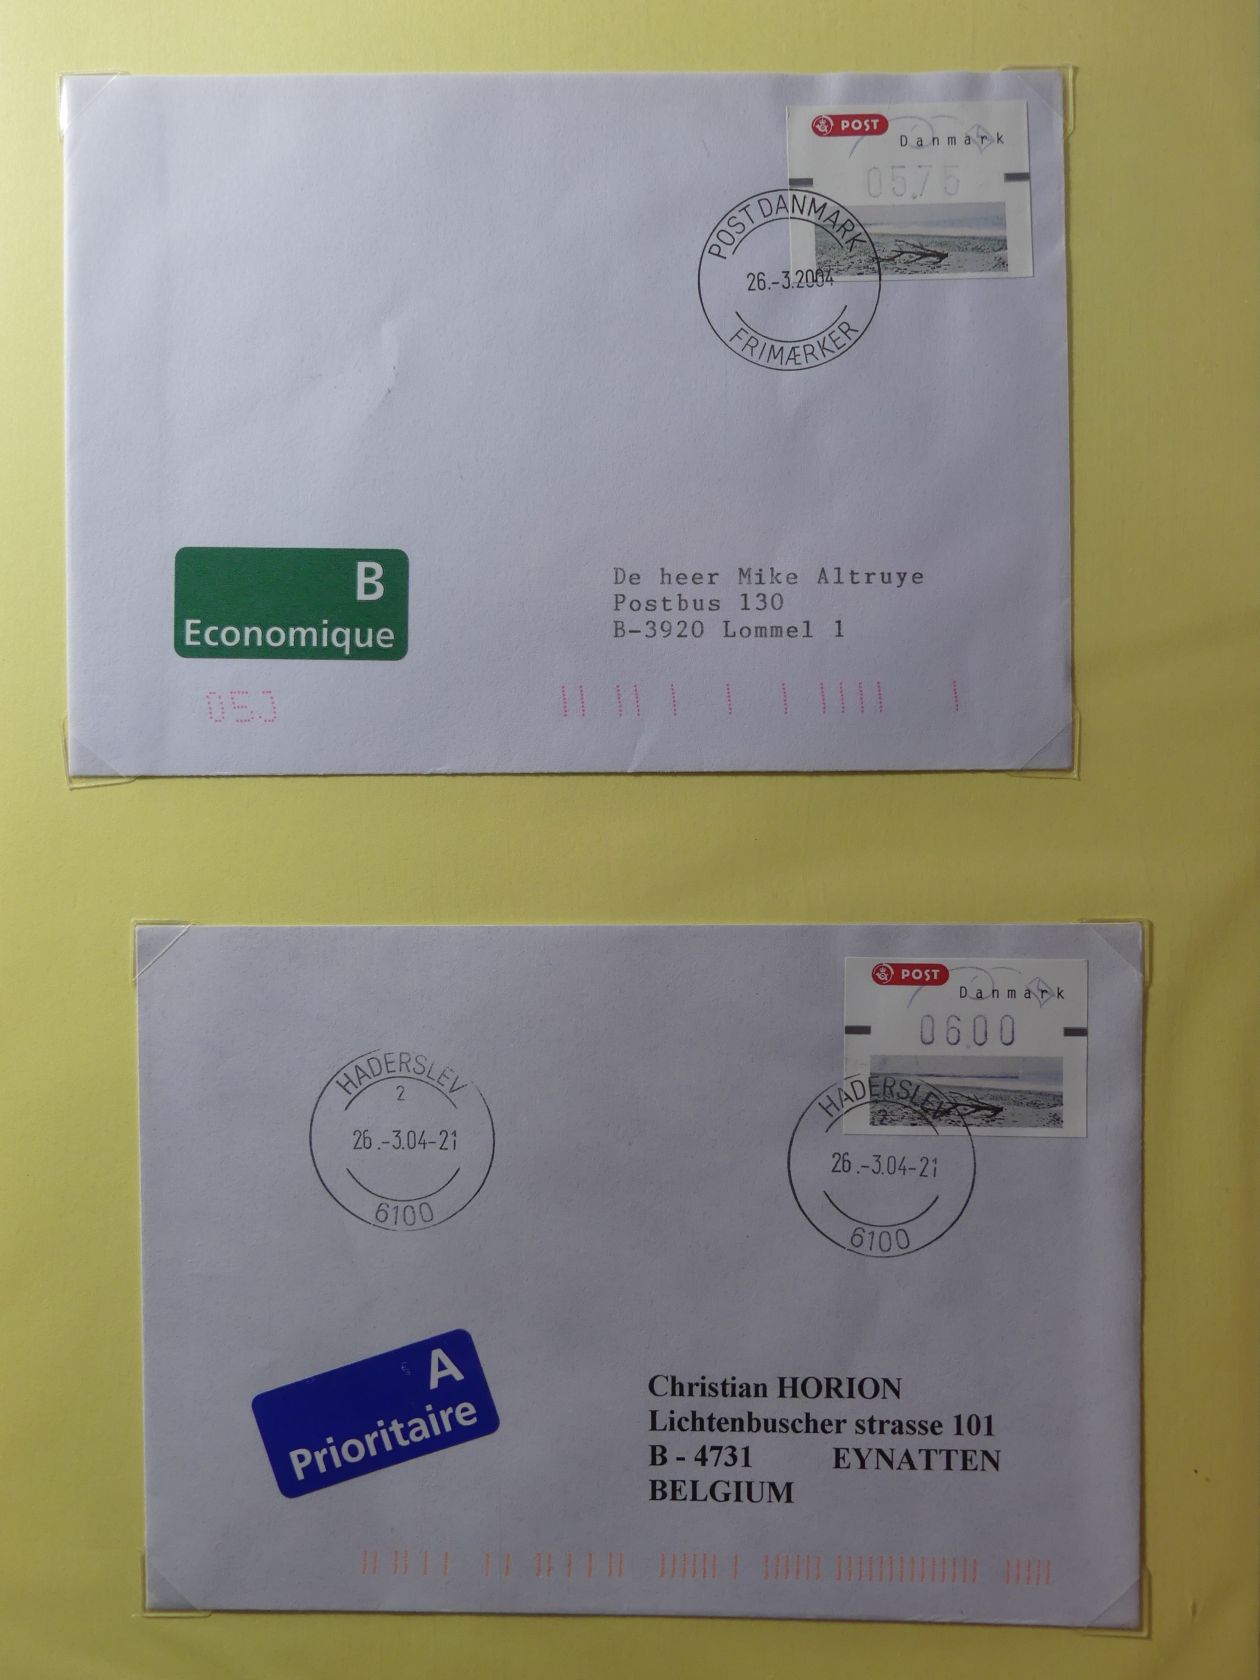 POST
Danmark
05.75
POST DANMARK
26.-3.2004
FRIMÆRKER
B
Economique
De heer Mike Altruye
Postbus 130
B-3920 Lommel 1
05J
POST
Danmark
06.00
HADERSLEV
2
26.-3.04-21
6100
HADERSLEV
2
26.-3.04-21
6100
A
Prioritaire
Christian HORION
Lichtenbuscher strasse 101
B - 4731 EYNATTEN
BELGIUM